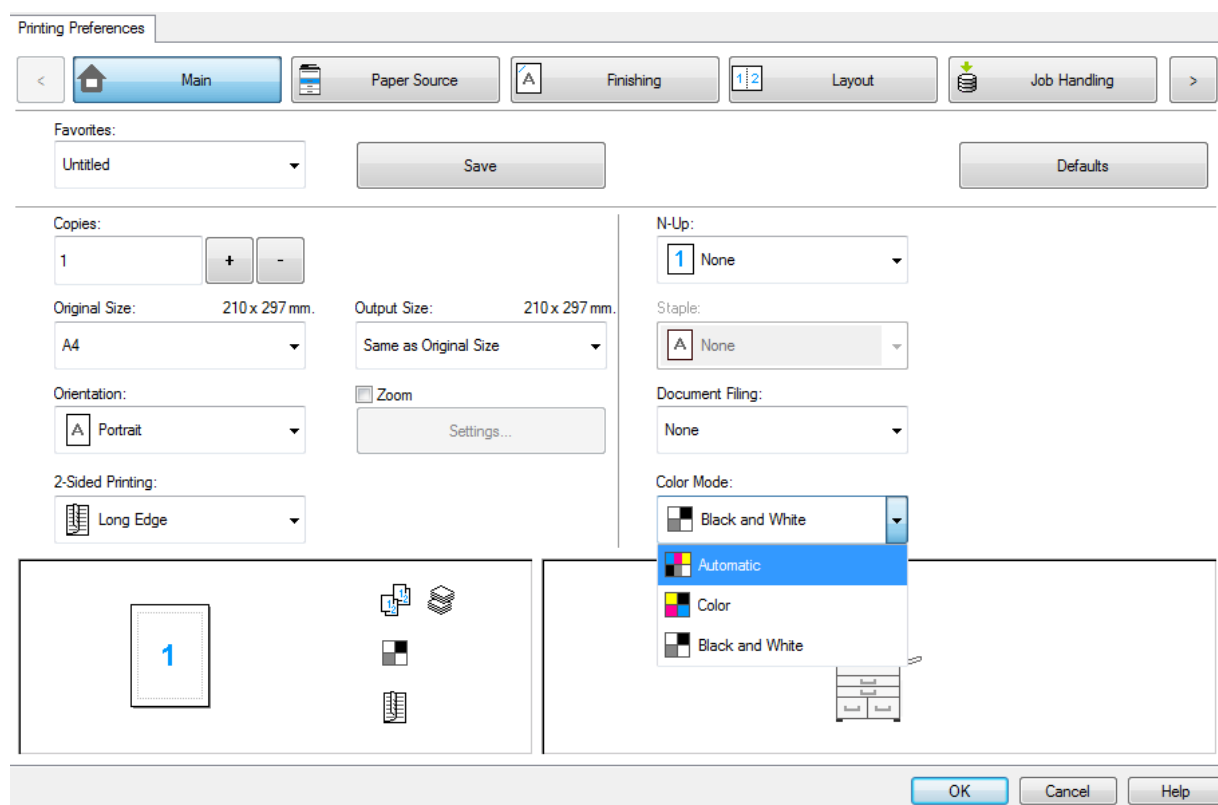 Printing Preferences
< Main Paper Source Finishing Layout Job Handling >
Favorites:
Untitled Save Defaults
Copies:
1 + -
Original Size: 210 x 297 mm. Output Size: 210 x 297 mm.
A4 Same as Original Size
Orientation: Zoom
A Portrait Settings...
2-Sided Printing:
Long Edge
N-Up:
1 None
Staple:
A None
Document Filing:
None
Color Mode:
Black and White
Automatic
Color
Black and White
1
OK Cancel Help